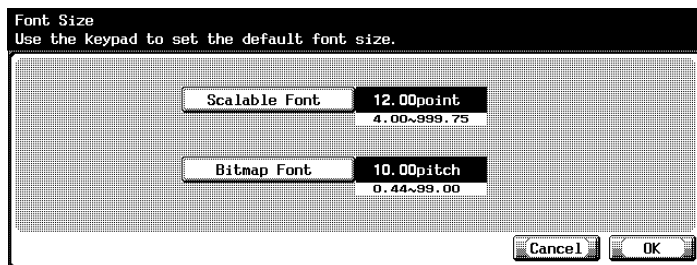 Font Size
Use the keypad to set the default font size.
Scalable Font 12.00point
4.00~999.75
Bitmap Font 10.00pitch
0.44~99.00
Cancel OK